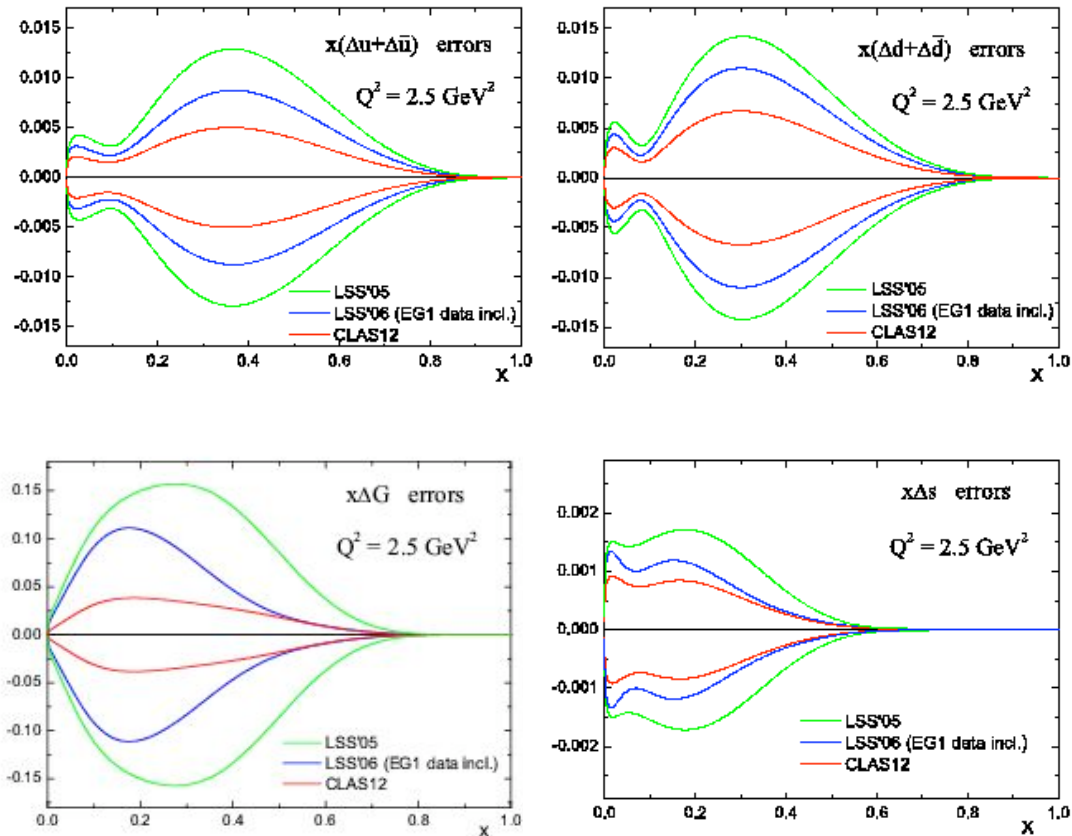 x(Δu+Δū) errors
Q² = 2.5 GeV²
0.015
0.010
0.005
0.000
-0.005
-0.010
-0.015
LSS'05
LSS'06 (EG1 data incl.)
CLAS12
0.0 0.2 0.4 0.6 0.8 1.0
X
x(Δd+Δd̄) errors
Q² = 2.5 GeV²
0.015
0.010
0.005
0.000
-0.005
-0.010
-0.015
LSS'05
LSS'06 (EG1 data incl.)
CLAS12
0.0 0.2 0.4 0.6 0.8 1.0
X
xΔG errors
Q² = 2.5 GeV²
0.15
0.10
0.05
0.00
-0.05
-0.10
-0.15
LSS'05
LSS'06 (EG1 data incl.)
CLAS12
0.0 0.2 0.4 0.6 0.8 1.0
X
xΔs errors
Q² = 2.5 GeV²
0.002
0.001
0.000
-0.001
-0.002
LSS'05
LSS'06 (EG1 data incl.)
CLAS12
0.0 0.2 0.4 0.6 0.8 1.0
X